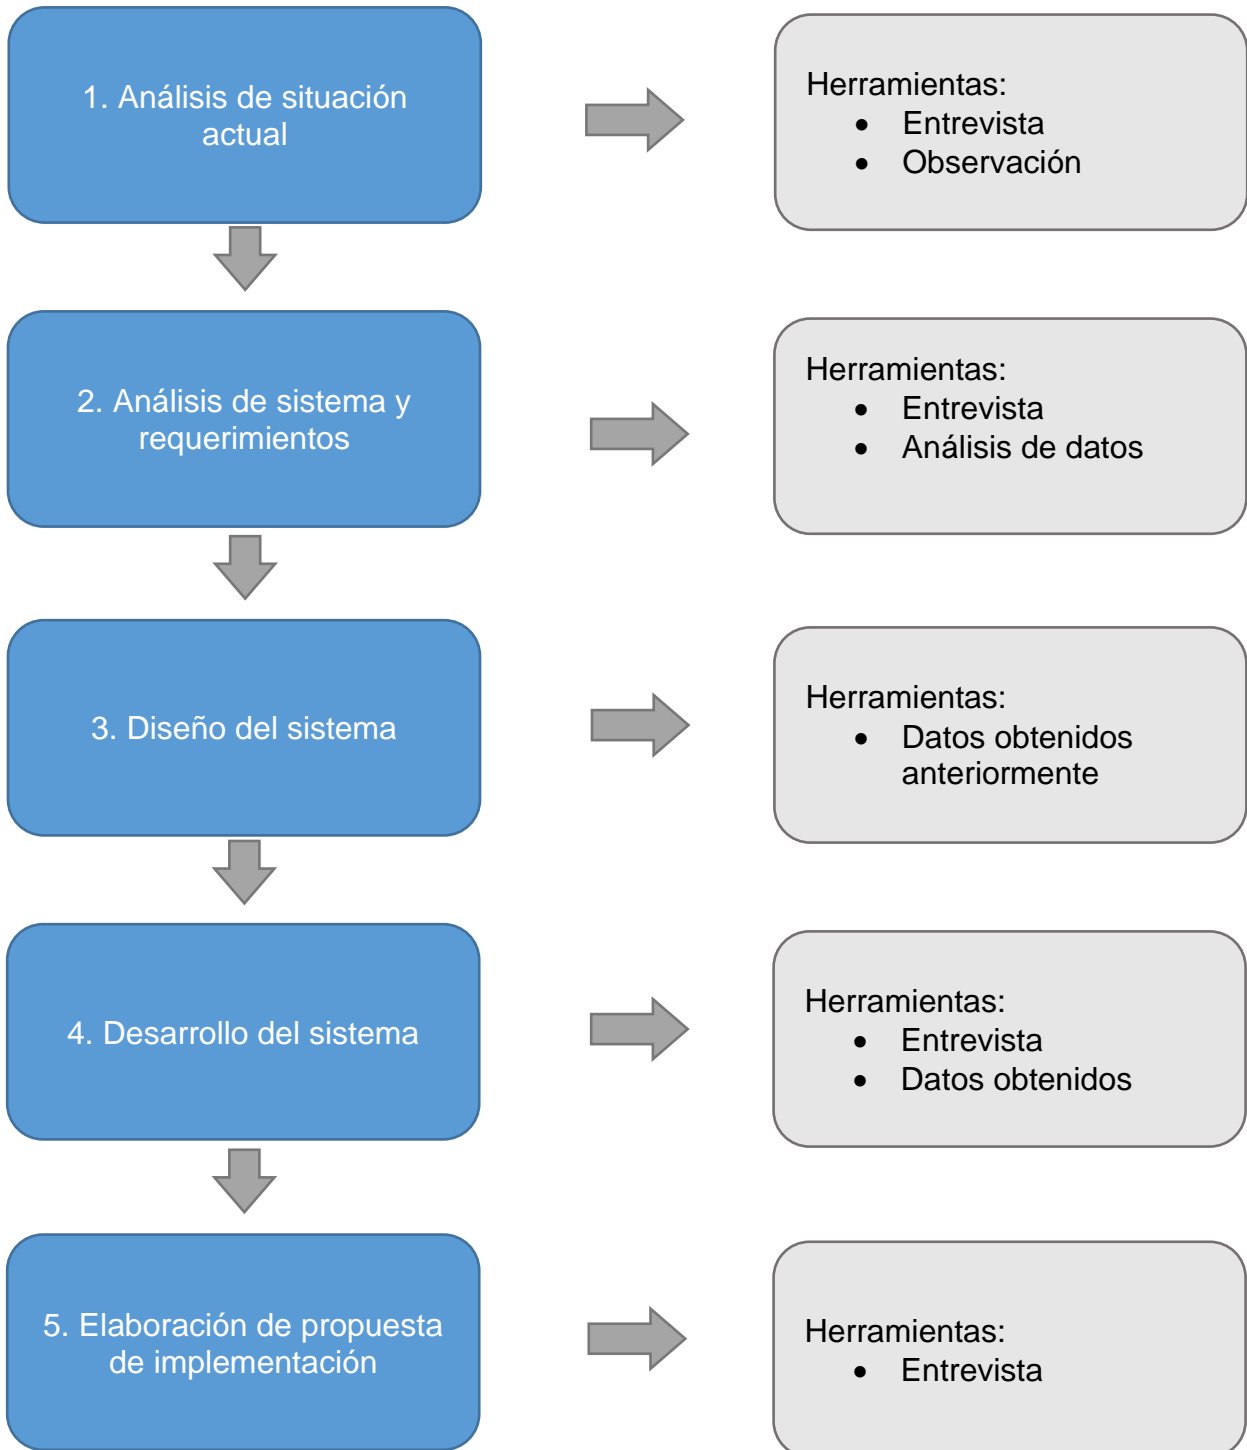 1. Análisis de situación
actual
Herramientas:
• Entrevista
• Observación
2. Análisis de sistema y
requerimientos
Herramientas:
• Entrevista
• Análisis de datos
3. Diseño del sistema
Herramientas:
• Datos obtenidos
anteriormente
4. Desarrollo del sistema
Herramientas:
• Entrevista
• Datos obtenidos
5. Elaboración de propuesta
de implementación
Herramientas:
• Entrevista